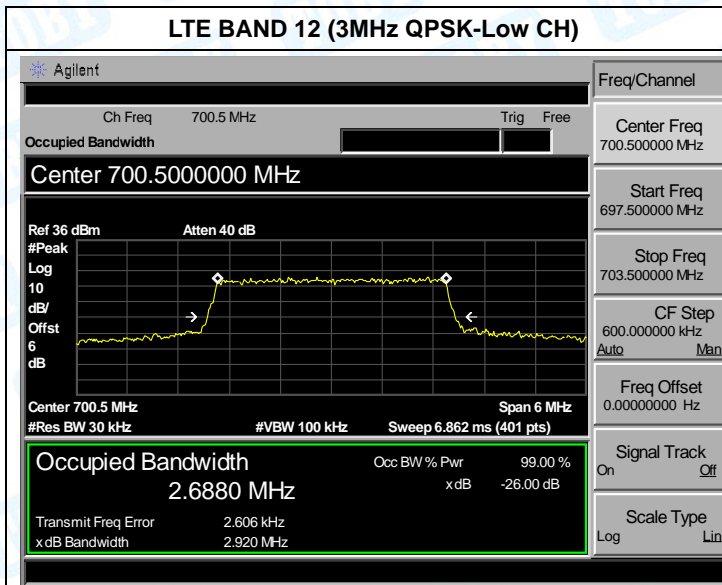 LTE BAND 12 (3MHz QPSK-Low CH)
Agilent
Freq/Channel
Ch Freq 700.5 MHz Trig Free
Occupied Bandwidth
Center 700.5000000 MHz
Ref 36 dBm Atten 40 dB
#Peak
Log
10
dB/
Offst
6
dB
Center 700.5 MHz Span 6 MHz
#Res BW 30 kHz #VBW 100 kHz Sweep 6.862 ms (401 pts)
Occupied Bandwidth Occ BW % Pwr 99.00 %
2.6880 MHz x dB -26.00 dB
Transmit Freq Error 2.606 kHz
x dB Bandwidth 2.920 MHz
Center Freq
700.500000 MHz
Start Freq
697.500000 MHz
Stop Freq
703.500000 MHz
CF Step
600.000000 kHz
Auto Man
Freq Offset
0.00000000 Hz
Signal Track
On Off
Scale Type
Log Lin